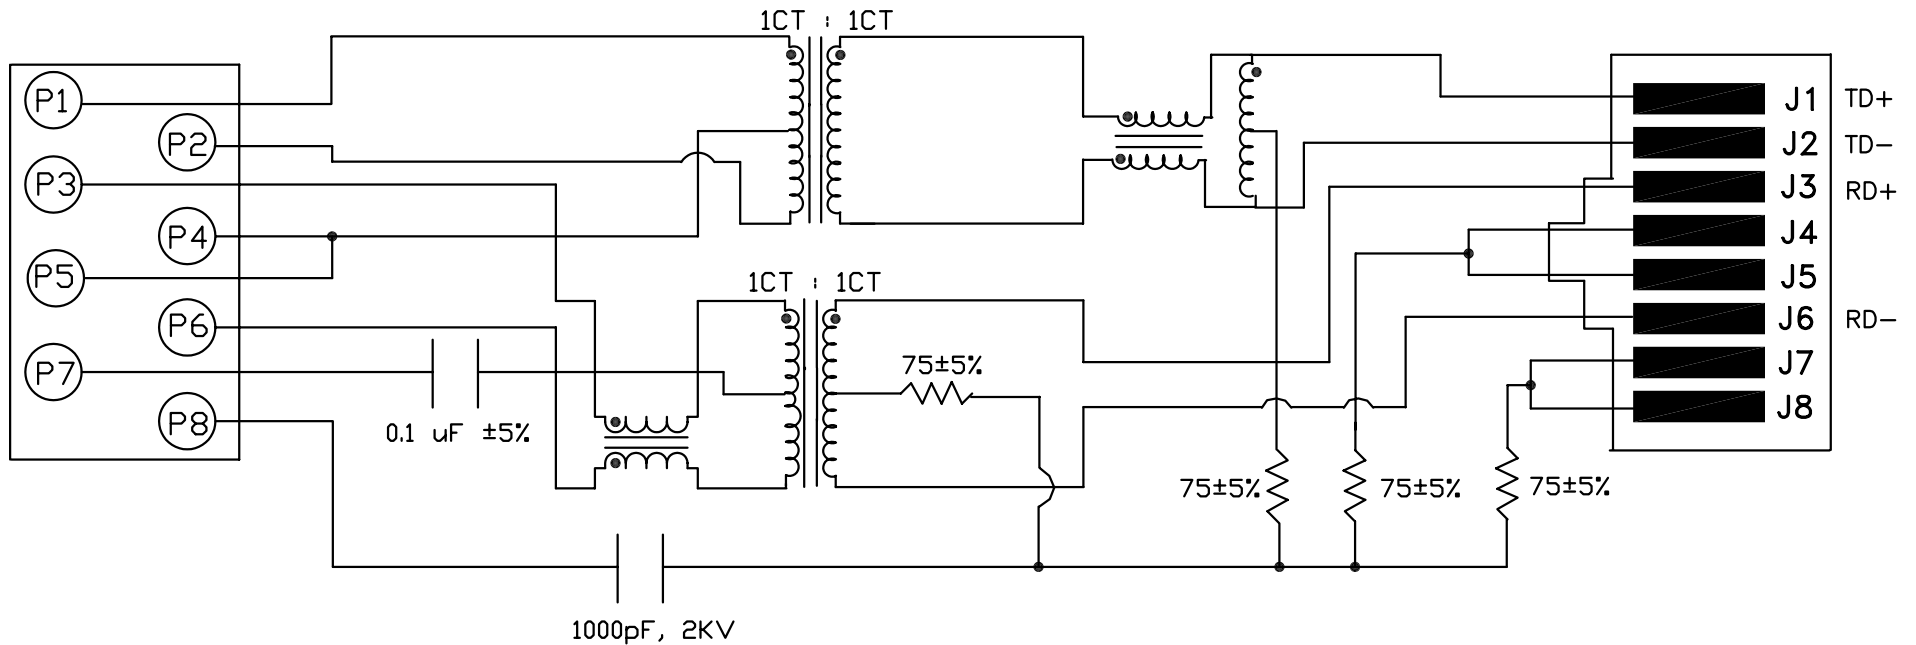 1CT : 1CT
P1
P2
P3
P4
P5
P6
P7
P8
J1 TD+
J2 TD-
J3 RD+
J4
J5
J6 RD-
J7
J8
1CT : 1CT
75±5%
0.1 uF ±5%
75±5%
75±5%
75±5%
1000pF, 2KV